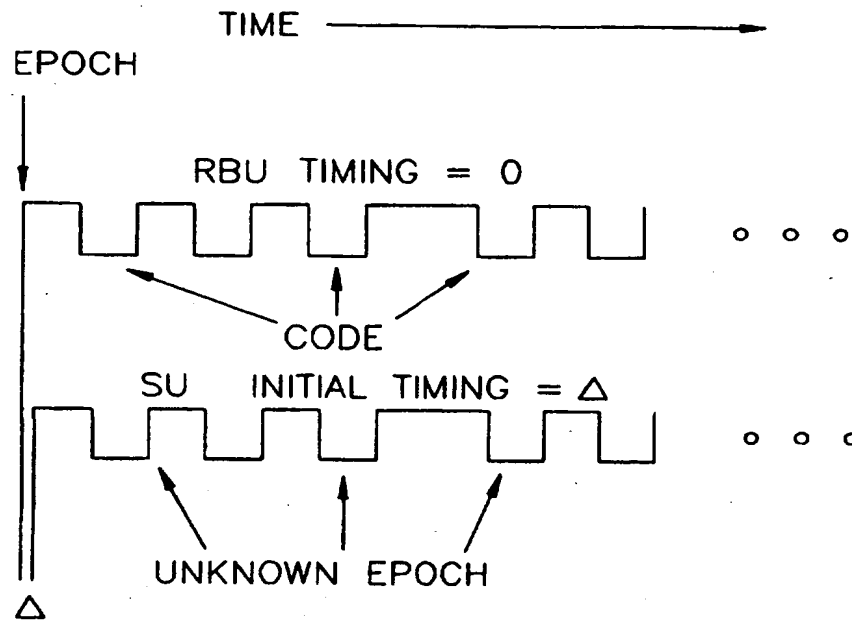 TIME
EPOCH
RBU TIMING = 0
CODE
SU INITIAL TIMING = Δ
UNKNOWN EPOCH
Δ